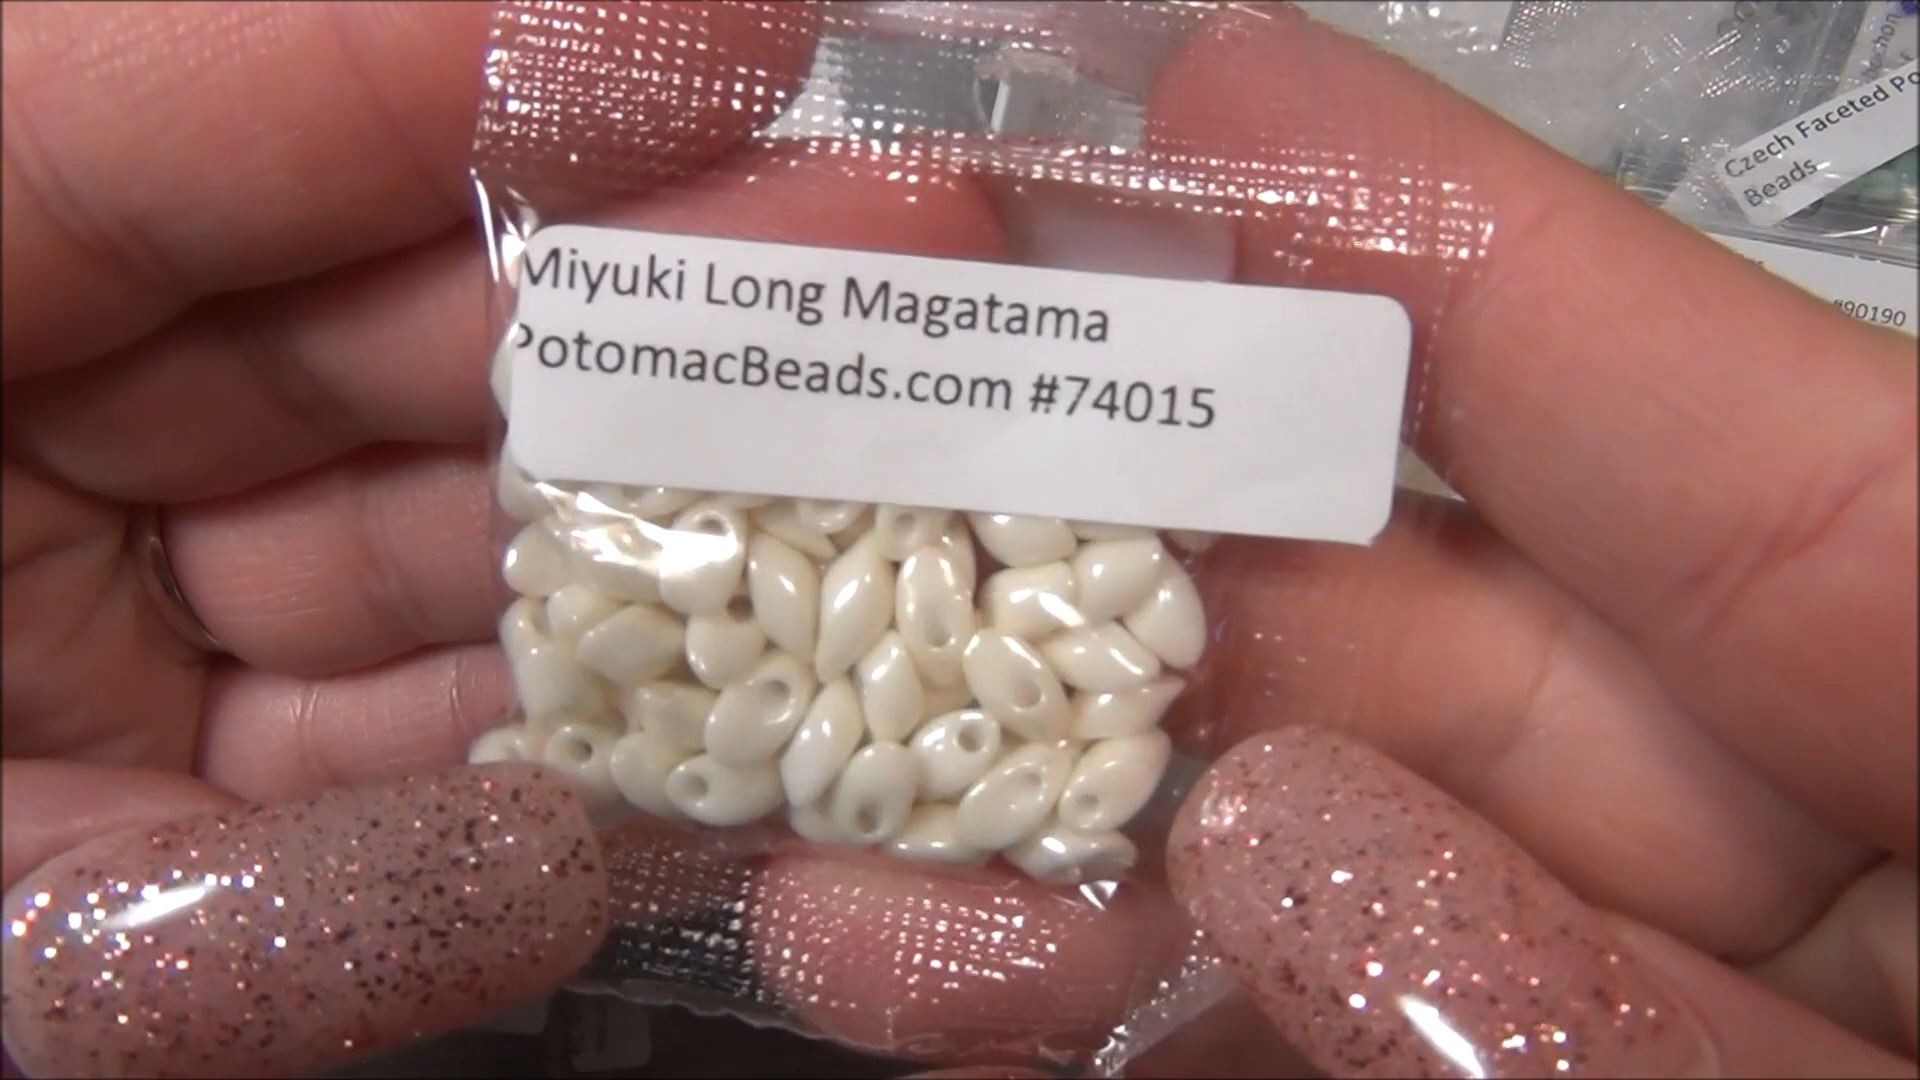 Miyuki Long Magatama
PotomacBeads.com #74015
Czech Faceted Po
Beads
#90190